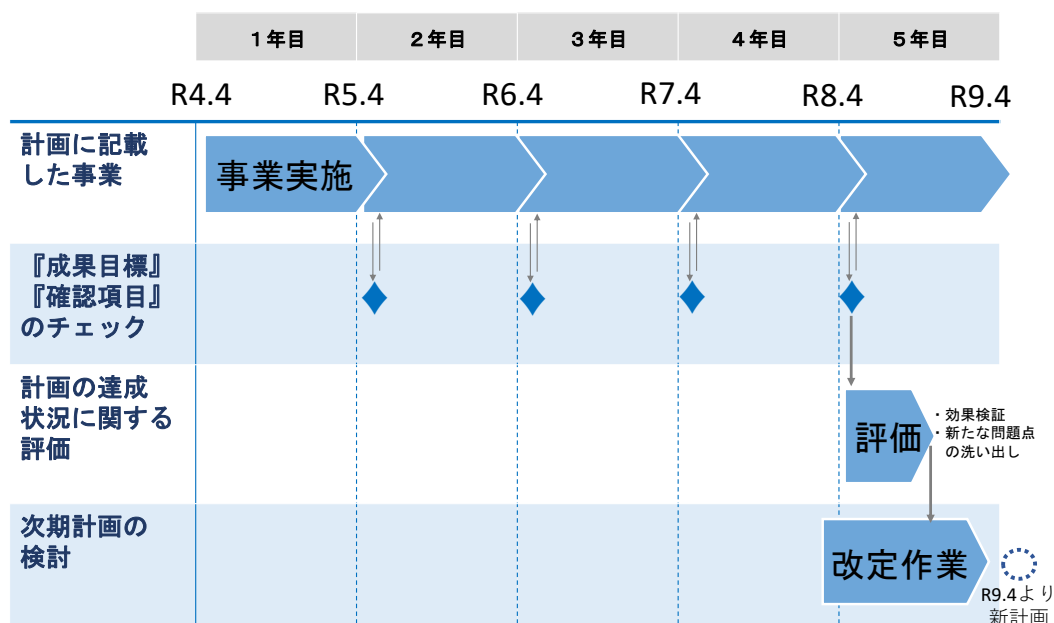 1年目
2年目
3年目
4年目
5年目
R4.4
R5.4
R6.4
R7.4
R8.4
R9.4
計画に記載
した事業
事業実施
『成果目標』
『確認項目』
のチェック
計画の達成
状況に関する
評価
評価
・効果検証
・新たな問題点
の洗い出し
次期計画の
検討
改定作業
R9.4より
新計画